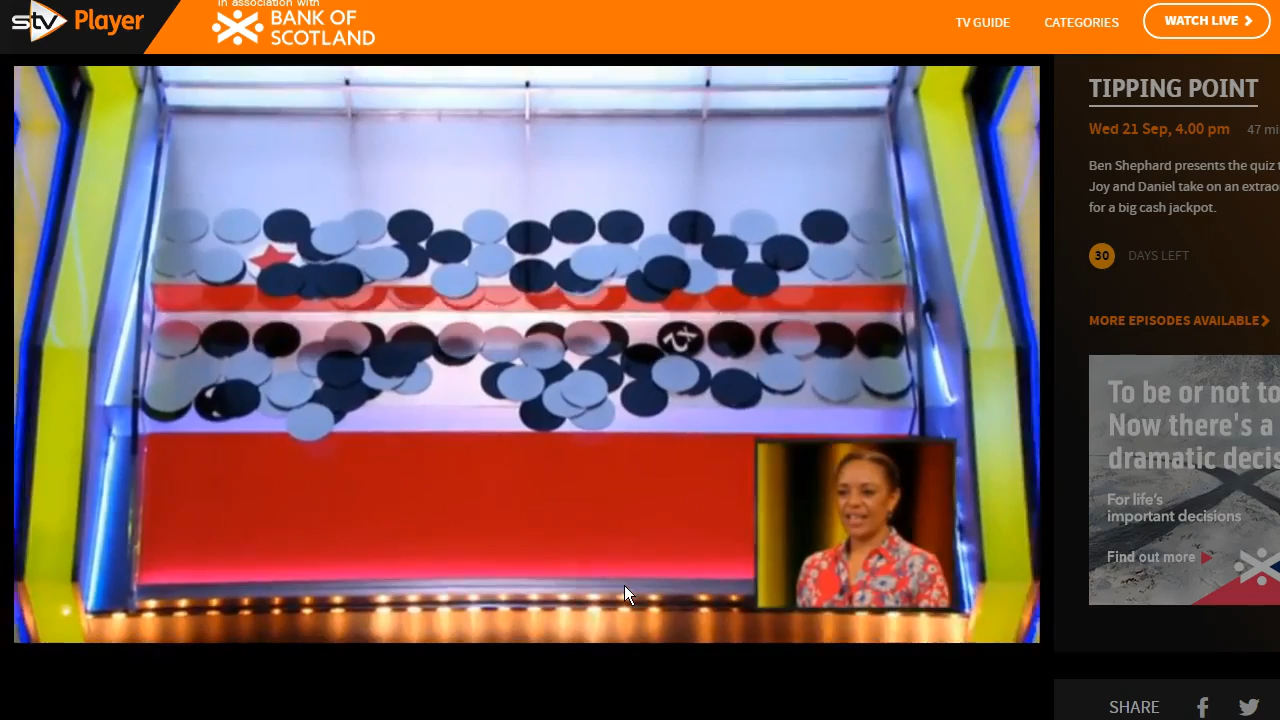 stv Player
in association with
BANK OF
SCOTLAND
TV GUIDE
CATEGORIES
WATCH LIVE
TIPPING POINT
Wed 21 Sep, 4.00 pm 47 mi
Ben Shephard presents the quiz t
Joy and Daniel take on an extrao
for a big cash jackpot.
30 DAYS LEFT
MORE EPISODES AVAILABLE
To be or not to
Now there's a
dramatic decis
For life's
important decisions
Find out more
SHARE